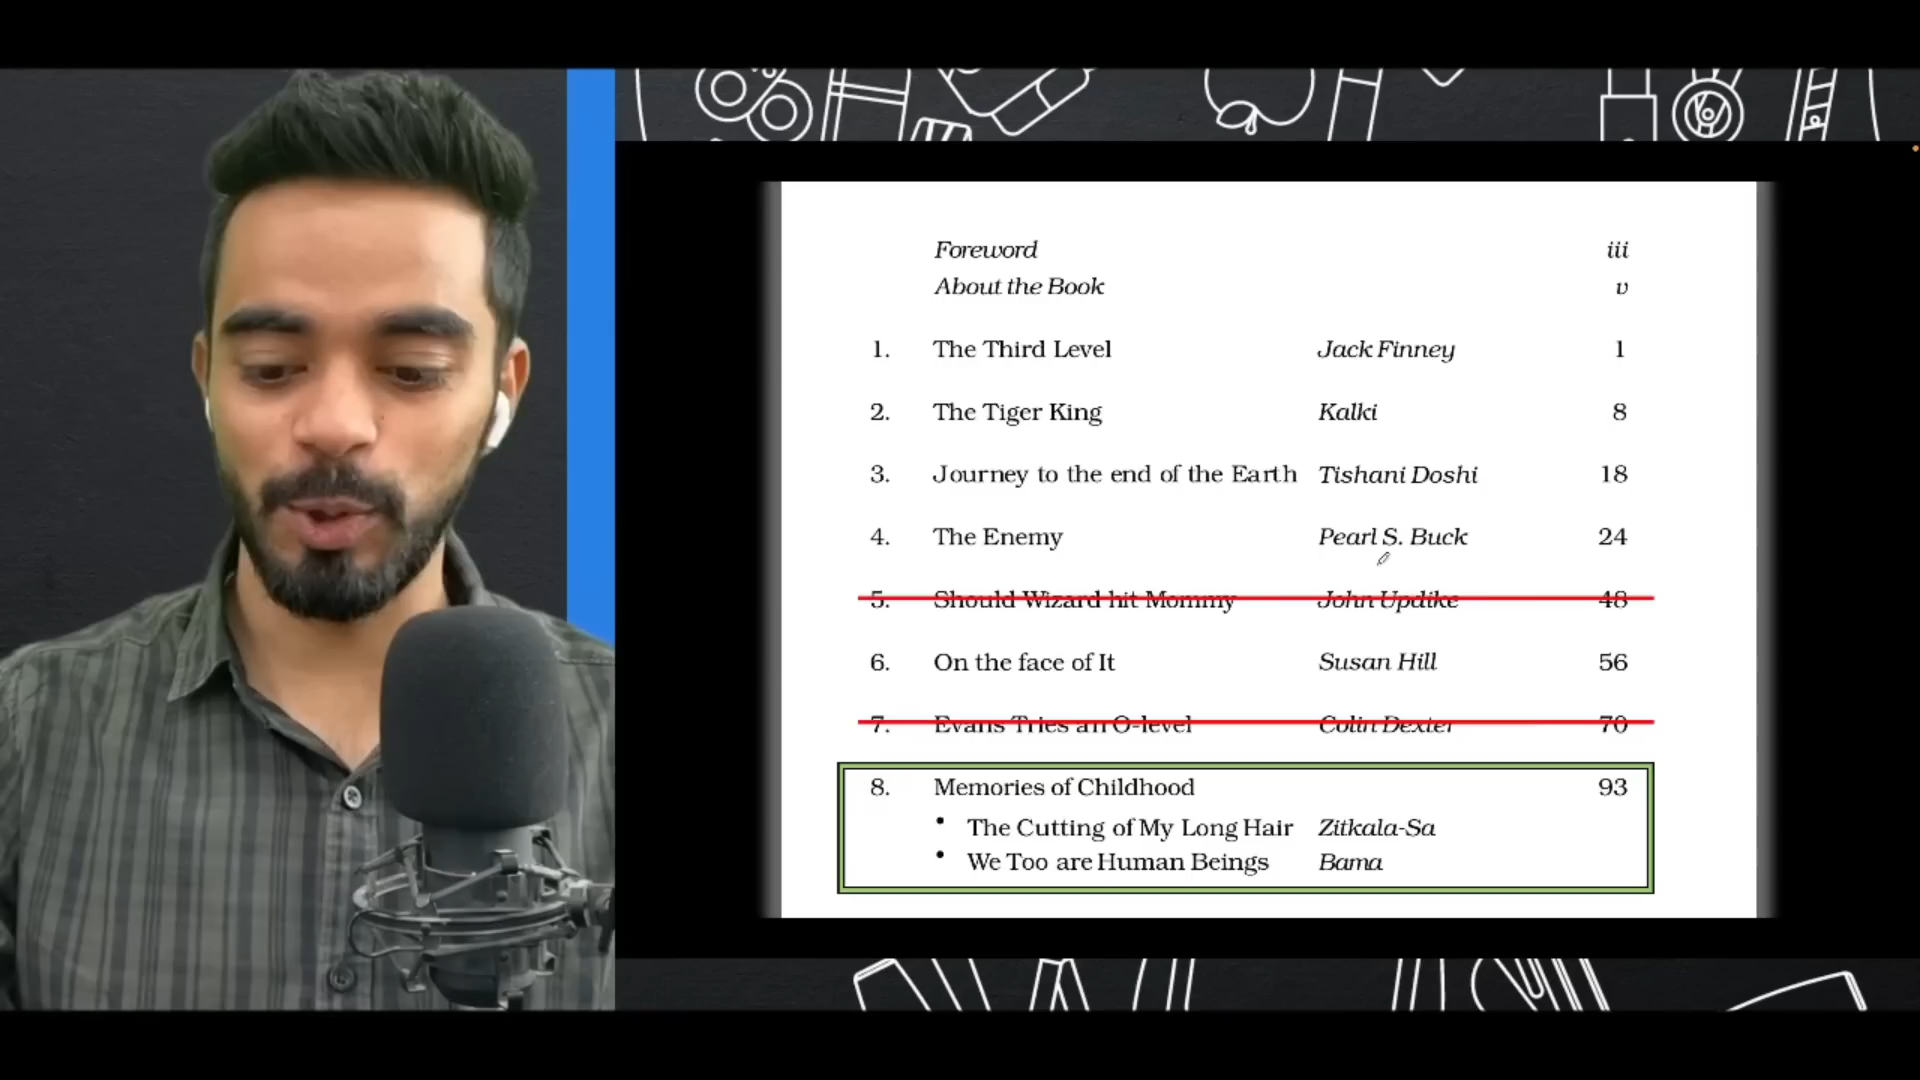 Foreword iii
About the Book v
1. The Third Level Jack Finney 1
2. The Tiger King Kalki 8
3. Journey to the end of the Earth Tishani Doshi 18
4. The Enemy Pearl S. Buck 24
5. Should Wizard hit Mommy John Updike 48
6. On the face of It Susan Hill 56
7. Evans Tries an O-level Colin Dexter 70
8. Memories of Childhood 93
• The Cutting of My Long Hair Zitkala-Sa
• We Too are Human Beings Bama